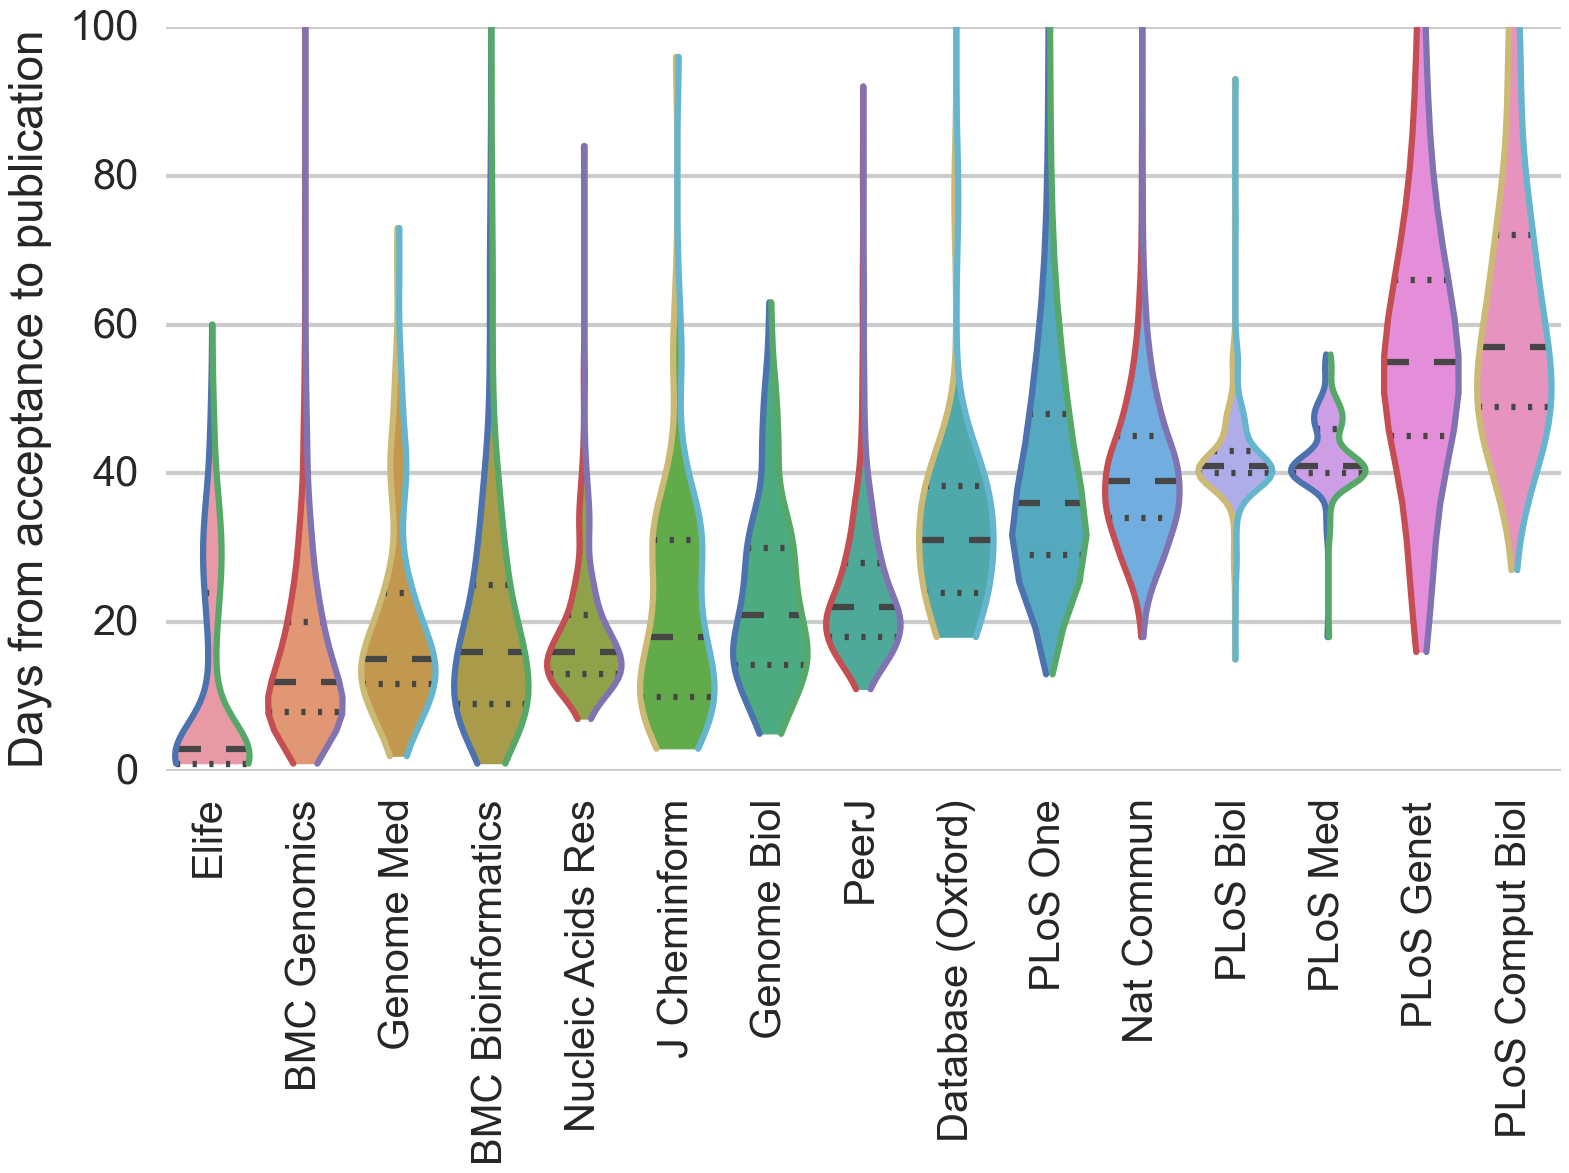 Days from acceptance to publication
100
80
60
40
20
0
Elife
BMC Genomics
Genome Med
BMC Bioinformatics
Nucleic Acids Res
J Cheminform
Genome Biol
PeerJ
Database (Oxford)
PLoS One
Nat Commun
PLoS Biol
PLoS Med
PLoS Genet
PLoS Comput Biol